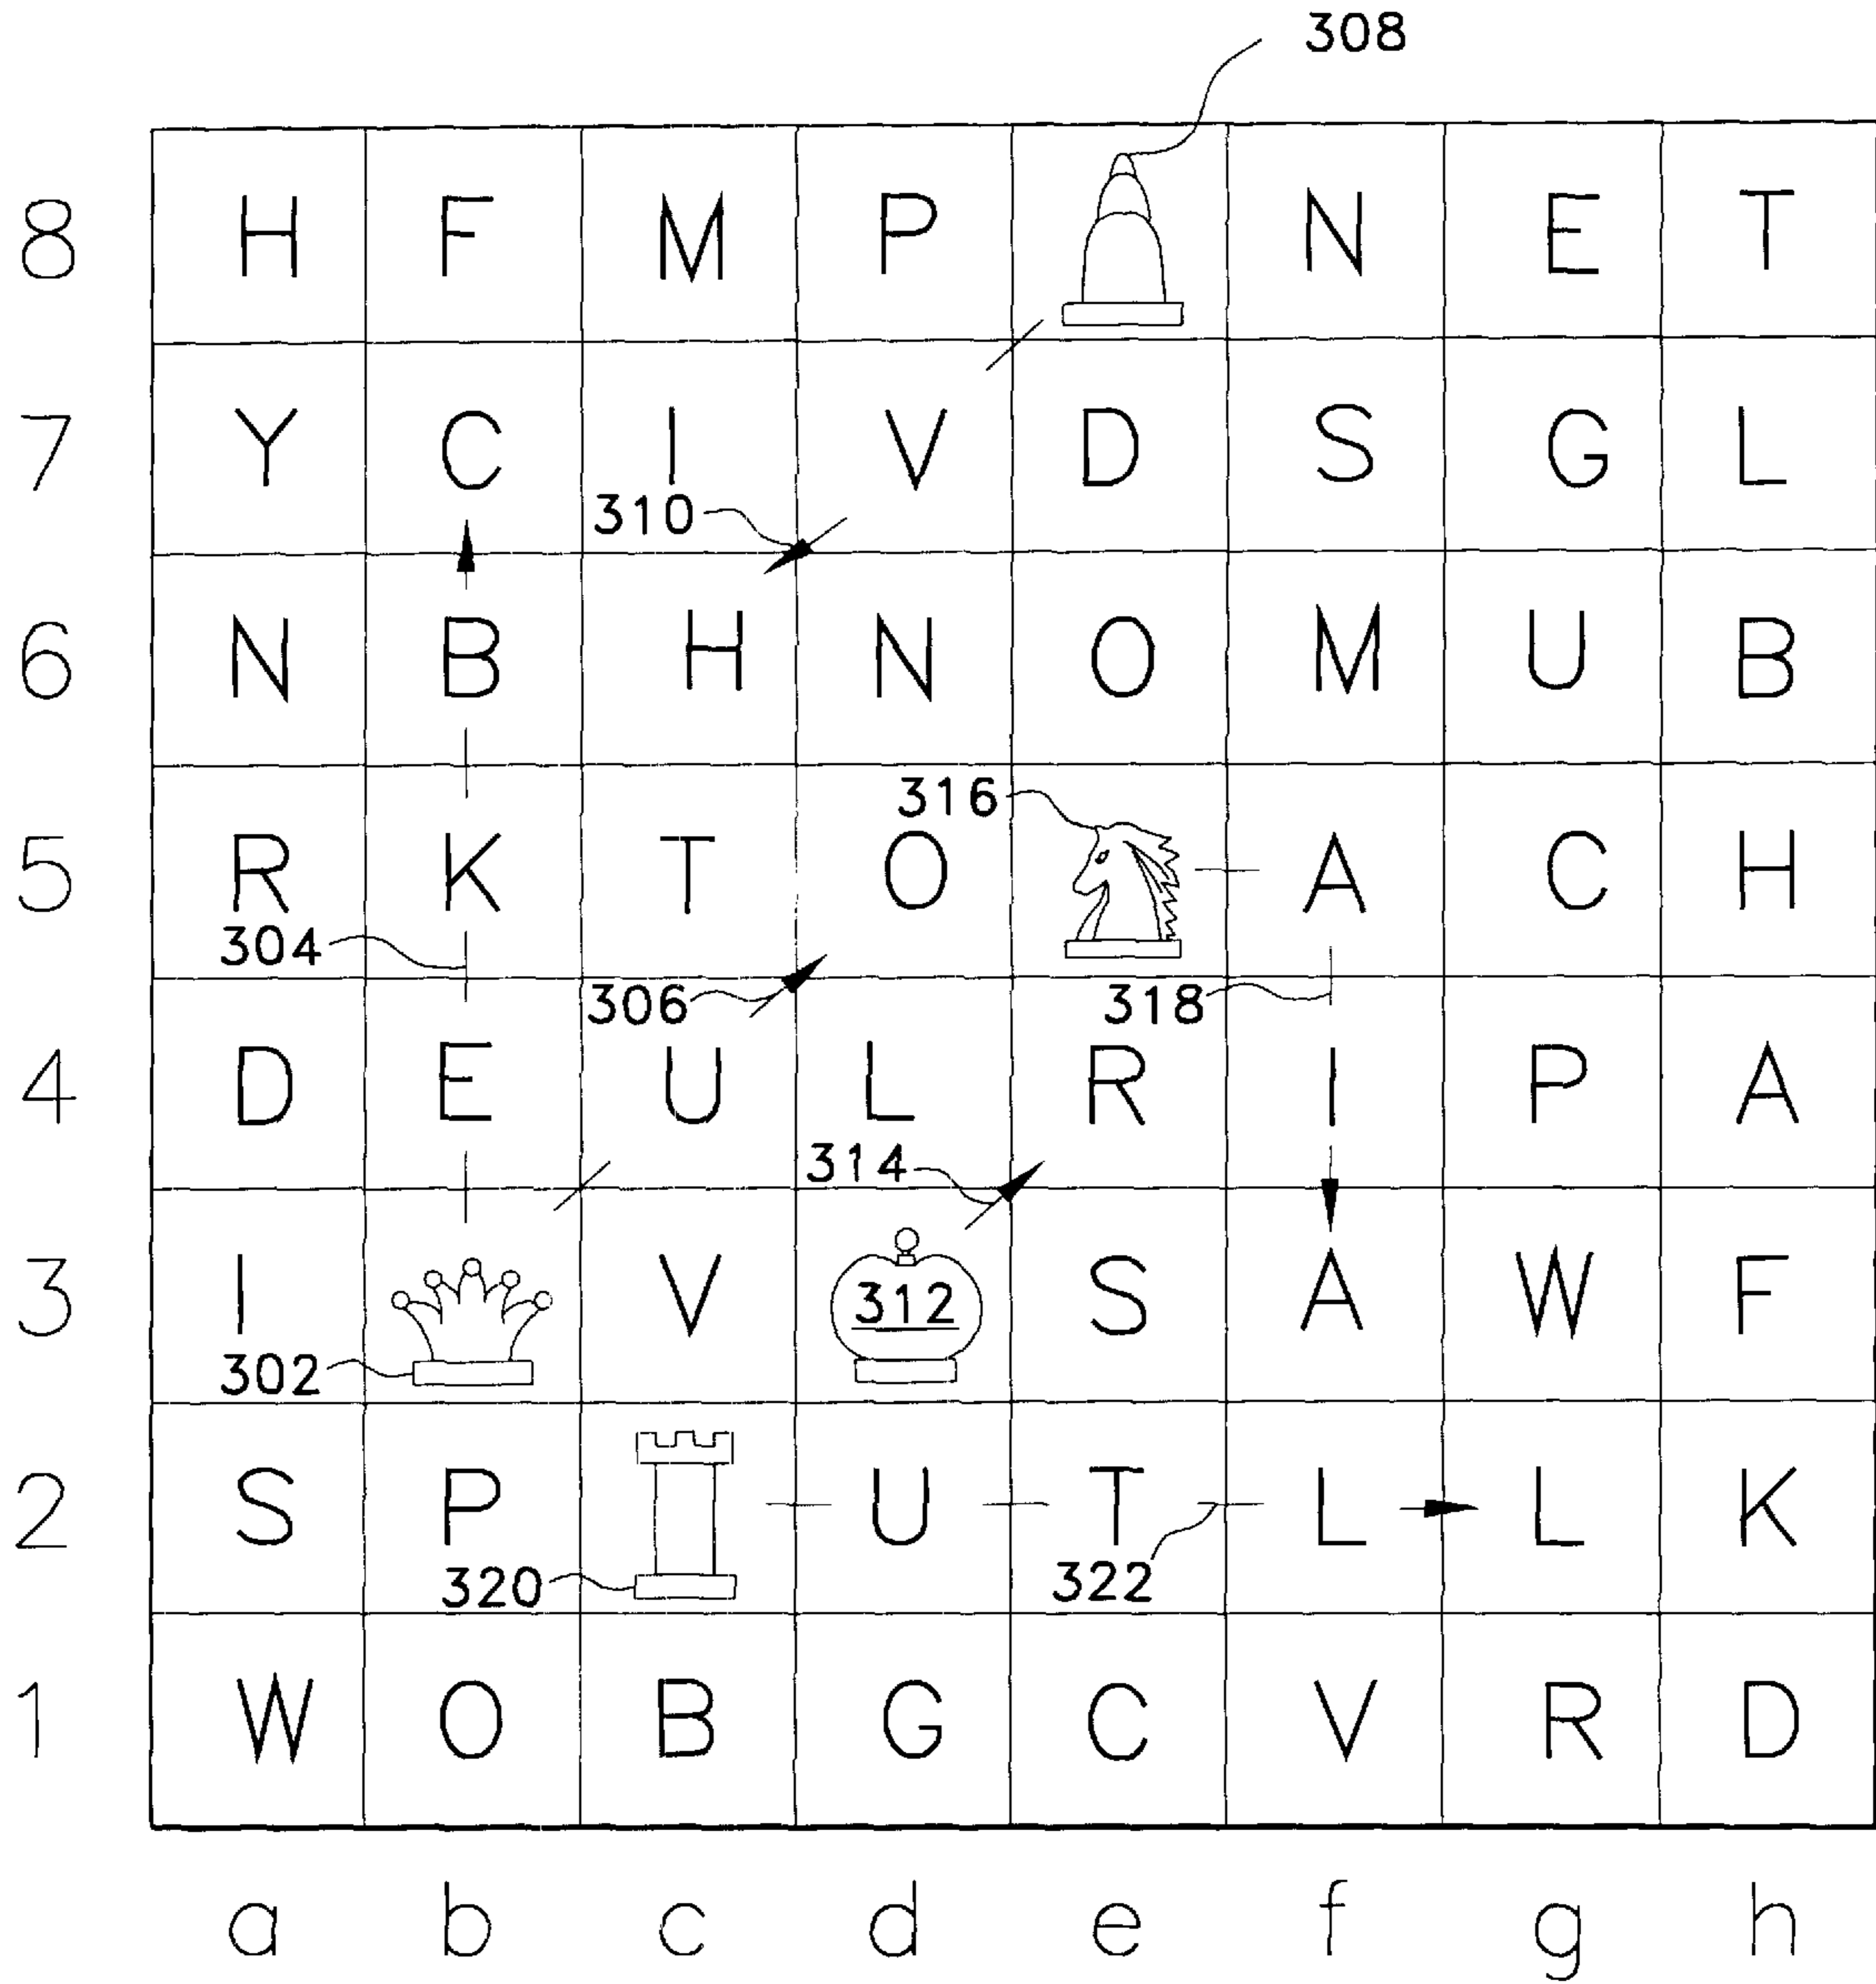 308
8 H F M P N E T
7 Y C I V D S G L
310
6 N B H N O M U B
316
5 R K T O A C H
304
306 318
4 D E U L R I P A
314
3 I V 312 S A W F
302
2 S P U T L L K
320 322
1 W O B G C V R D
a b c d e f g h